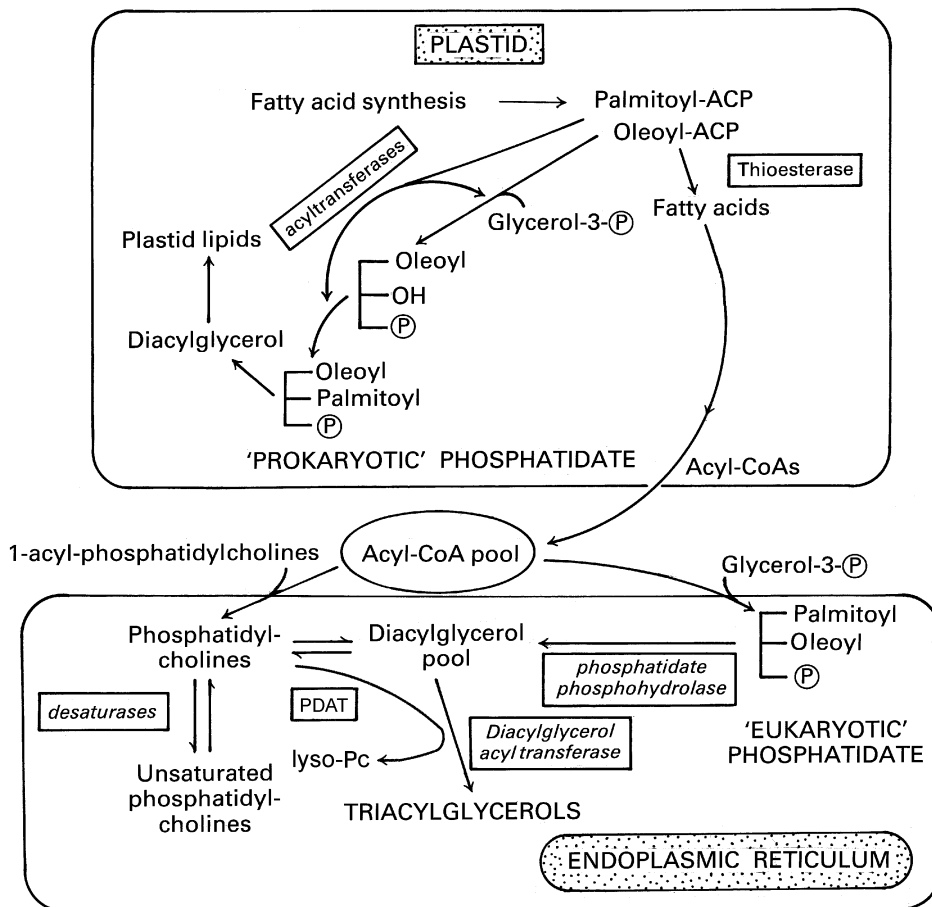 PLASTID
Fatty acid synthesis
Palmitoyl-ACP
Oleoyl-ACP
acyltransferases
Thioesterase
Fatty acids
Glycerol-3-Ⓟ
Plastid lipids
Oleoyl
OH
Ⓟ
Diacylglycerol
Oleoyl
Palmitoyl
Ⓟ
'PROKARYOTIC' PHOSPHATIDATE
Acyl-CoAs
1-acyl-phosphatidylcholines
Acyl-CoA pool
Glycerol-3-Ⓟ
Palmitoyl
Oleoyl
Ⓟ
Phosphatidyl-
cholines
Diacylglycerol
pool
phosphatidate
phosphohydrolase
desaturases
PDAT
Diacylglycerol
acyl transferase
'EUKARYOTIC'
PHOSPHATIDATE
lyso-Pc
Unsaturated
phosphatidyl-
cholines
TRIACYLGLYCEROLS
ENDOPLASMIC RETICULUM